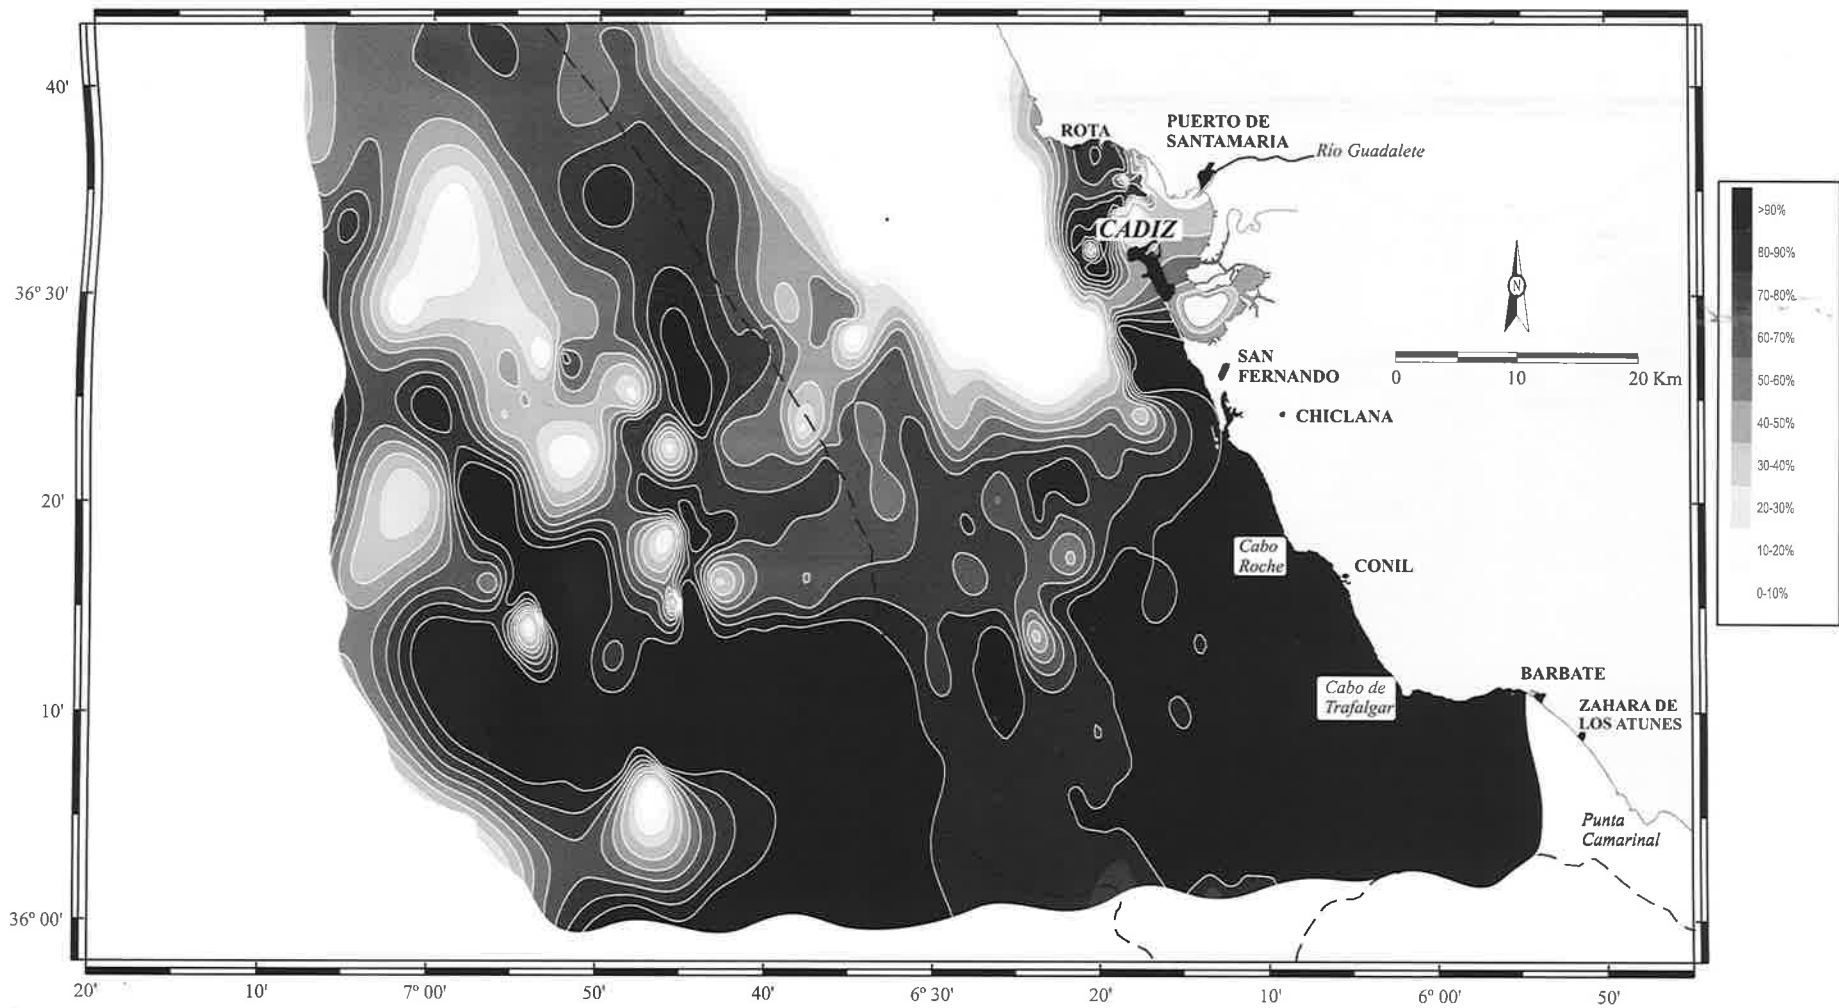 40'
36° 30'
20'
10'
36° 00'
20'
10'
7° 00'
50'
40'
6° 30'
20'
10'
6° 00'
50'
ROTA
PUERTO DE
SANTAMARIA
Río Guadalete
CADIZ
N
0 10 20 Km
SAN
FERNANDO
CHICLANA
Cabo
Roche
CONIL
Cabo de
Trafalgar
BARBATE
ZAHARA DE
LOS ATUNES
Punta
Camarinal
>90%
80-90%
70-80%
60-70%
50-60%
40-50%
30-40%
20-30%
10-20%
0-10%